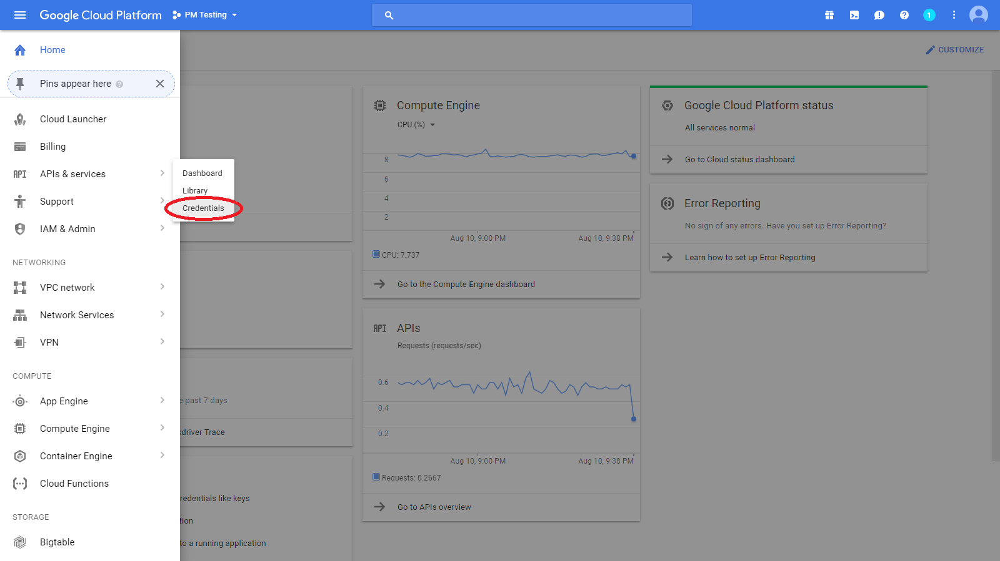 Google Cloud Platform
PM Testing
1
Home
CUSTOMIZE
Pins appear here
?
Cloud Launcher
Billing
API
APIs & services
Support
IAM & Admin
NETWORKING
VPC network
Network Services
VPN
COMPUTE
App Engine
Compute Engine
Container Engine
Cloud Functions
STORAGE
Bigtable
Dashboard
Library
Credentials
e past 7 days
kdriver Trace
redentials like keys
tion
to a running application
Compute Engine
CPU (%)
8
6
4
2
Aug 10, 9:00 PM
Aug 10, 9:38 PM
CPU: 7.737
Go to the Compute Engine dashboard
API
APIs
Requests (requests/sec)
0.6
0.4
0.2
Aug 10, 9:00 PM
Aug 10, 9:38 PM
Requests: 0.2667
Go to APIs overview
Google Cloud Platform status
All services normal
Go to Cloud status dashboard
Error Reporting
No sign of any errors. Have you set up Error Reporting?
Learn how to set up Error Reporting